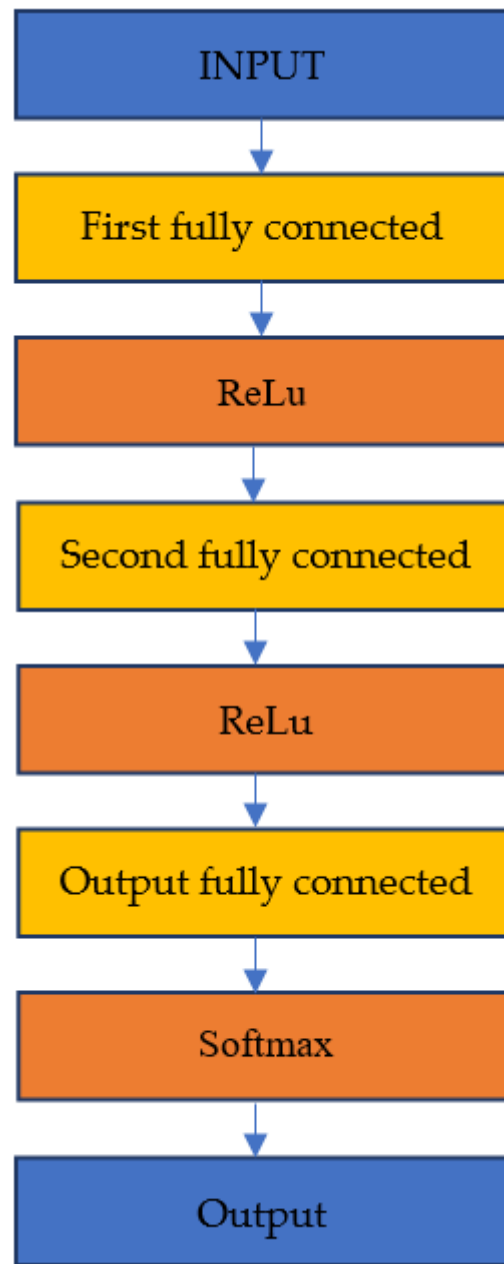 INPUT
First fully connected
ReLu
Second fully connected
ReLu
Output fully connected
Softmax
Output